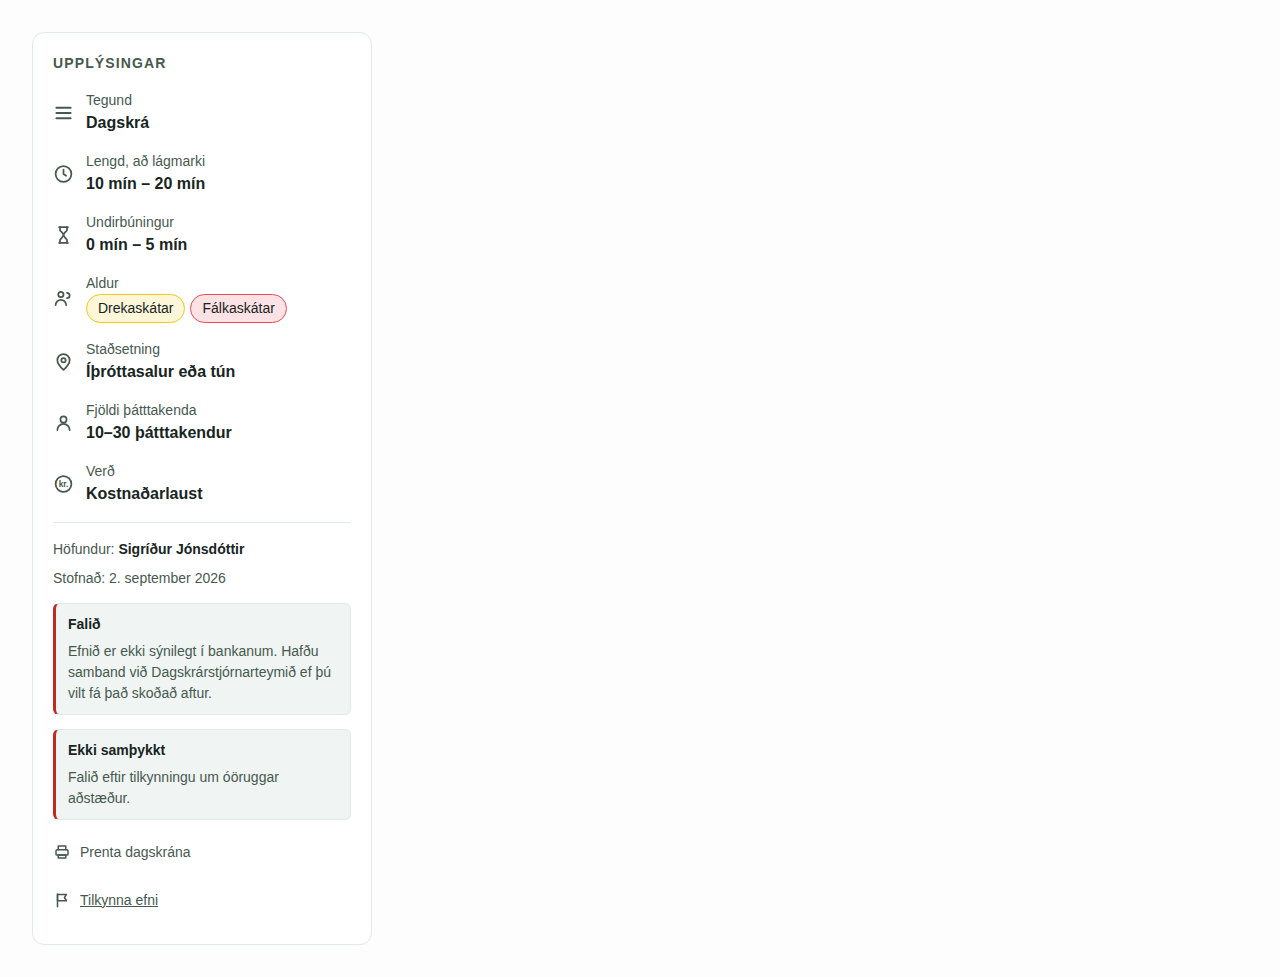 UPPLÝSINGAR
Tegund
Dagskrá
Lengd, að lágmarki
10 mín – 20 mín
Undirbúningur
0 mín – 5 mín
Aldur
Drekaskátar Fálkaskátar
Staðsetning
Íþróttasalur eða tún
Fjöldi þátttakenda
10–30 þátttakendur
kr.
Verð
Kostnaðarlaust
Höfundur: Sigríður Jónsdóttir
Stofnað: 2. september 2026
Falið
Efnið er ekki sýnilegt í bankanum. Hafðu
samband við Dagskrárstjórnarteymið ef þú
vilt fá það skoðað aftur.
Ekki samþykkt
Falið eftir tilkynningu um óöruggar
aðstæður.
Prenta dagskrána
Tilkynna efni